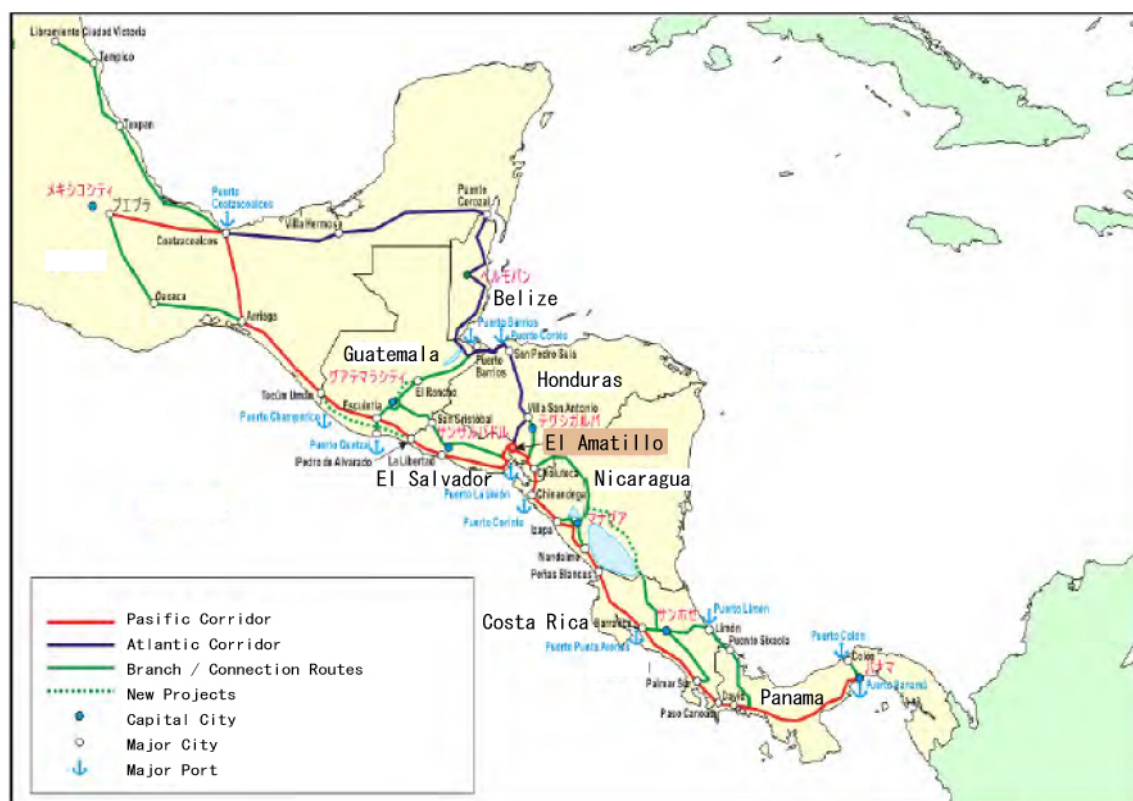 Libramiento Ciudad Victoria
Tampico
Tuxpan
メキシコシティ
プエブラ
Puerto
Coatzacoalcos
Coatzacoalcos
Villa Hermosa
Puente
Corozal
Oaxaca
Arriaga
ベルモパン
Belize
Puerto Barrios
Puerto Cortés
Guatemala
Puerto
Barrios
San Pedro Sula
グアテマラシティ
El Rancho
Honduras
Tecún Umán
Puerto Champerico
Escuintla
Villa San Antonio
San Cristóbal
テグシガルパ
サンサルバドル
El Amatillo
Puerto Quetzal
Pedro de Alvarado
La Libertad
El Salvador
Choluteca
Nicaragua
Puerto La Unión
Chinandega
Puerto Corinto
Izapa
マナグア
Nandaime
Peñas Blancas
Costa Rica
Barranca
サンホセ
Puerto Limon
Limón
Puerto Punta Arenas
Puente Sixaola
Puerto Colón
Colón
パナマ
Palmar Sur
Panama
Puerto Panamá
Paso Canoas
David
Pasific Corridor
Atlantic Corridor
Branch / Connection Routes
New Projects
Capital City
Major City
Major Port